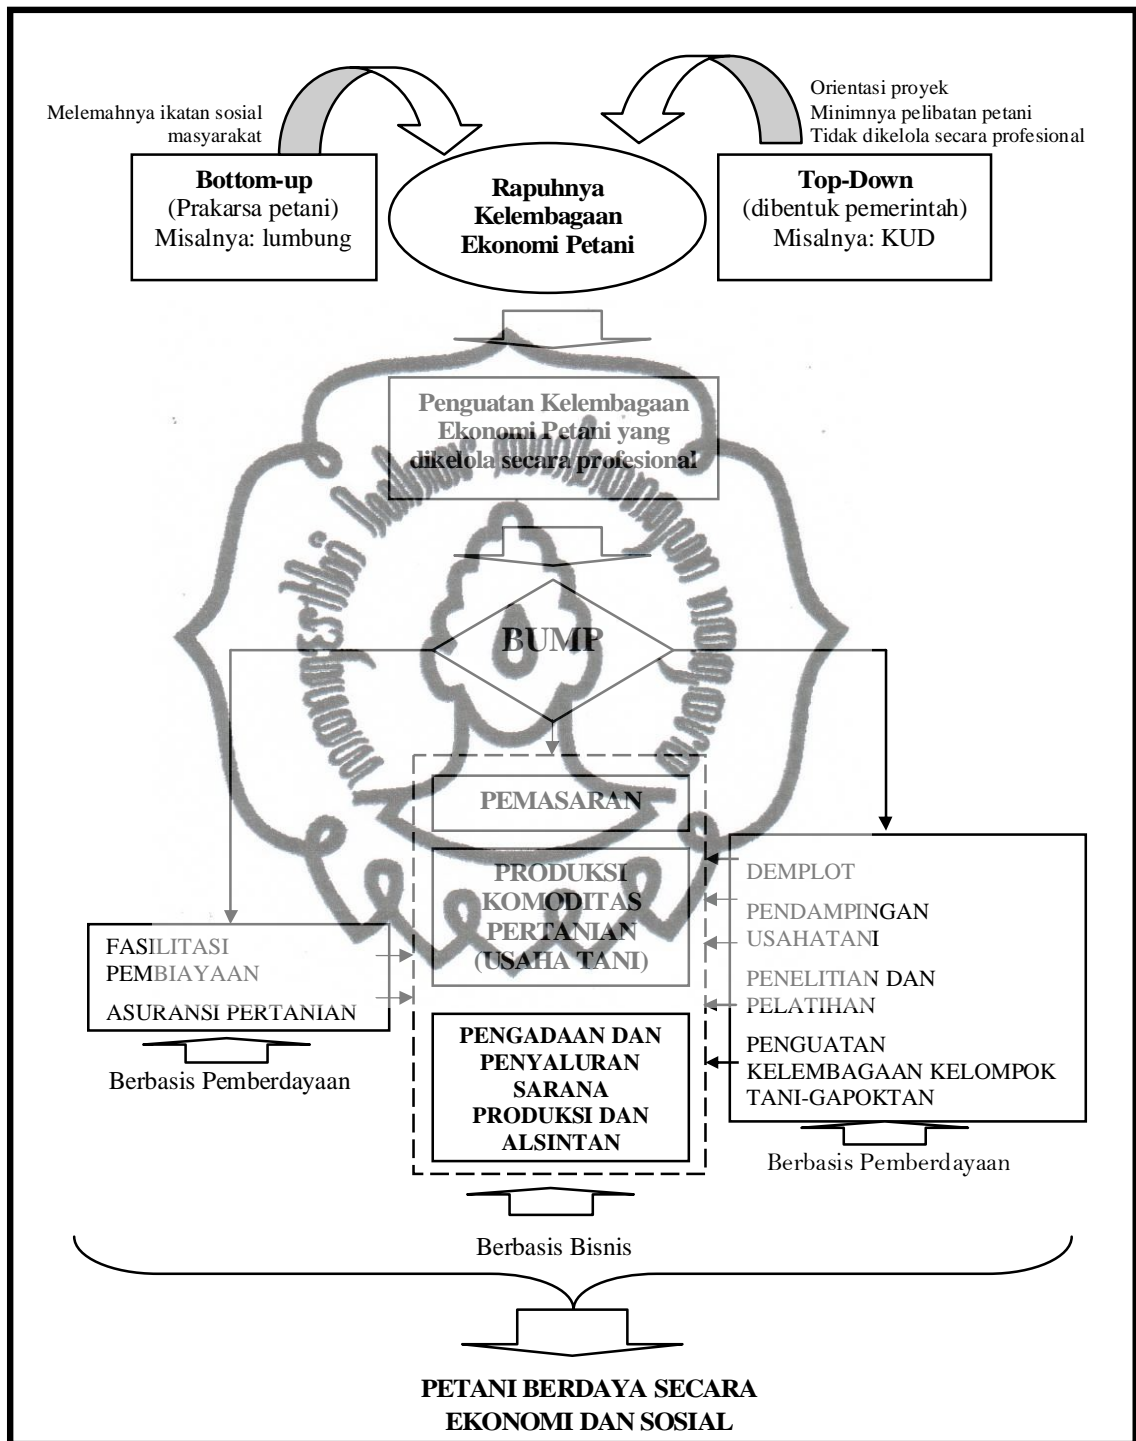 Melemahnya ikatan sosial
masyarakat
Orientasi proyek
Minimnya pelibatan petani
Tidak dikelola secara profesional
Bottom-up
(Prakarsa petani)
Misalnya: lumbung
Rapuhnya
Kelembagaan
Ekonomi Petani
Top-Down
(dibentuk pemerintah)
Misalnya: KUD
Penguatan Kelembagaan
Ekonomi Petani yang
dikelola secara profesional
BUMP
PEMASARAN
PRODUKSI
KOMODITAS
PERTANIAN
(USAHA TANI)
PENGADAAN DAN
PENYALURAN
SARANA
PRODUKSI DAN
ALSINTAN
FASILITASI
PEMBIAYAAN
ASURANSI PERTANIAN
Berbasis Pemberdayaan
DEMPLOT
PENDAMPINGAN
USAHATANI
PENELITIAN DAN
PELATIHAN
PENGUATAN
KELEMBAGAAN KELOMPOK
TANI-GAPOKTAN
Berbasis Pemberdayaan
Berbasis Bisnis
PETANI BERDAYA SECARA
EKONOMI DAN SOSIAL